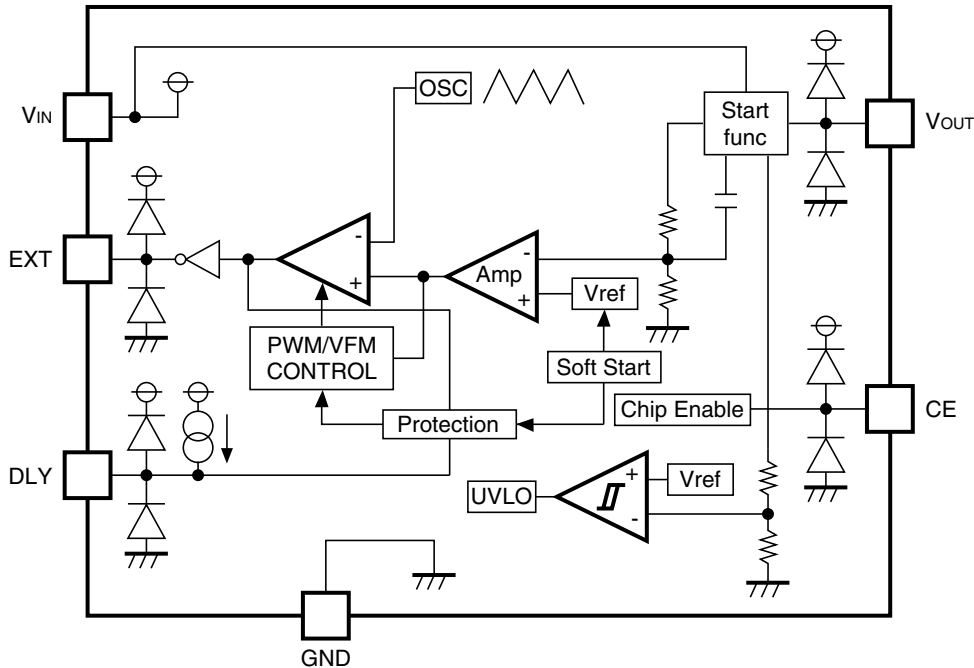 OSC
VIN
Start
func
VOUT
EXT
-
+
Amp
-
+
Vref
PWM/VFM
CONTROL
Soft Start
Chip Enable
CE
Protection
DLY
UVLO
+
-
Vref
GND